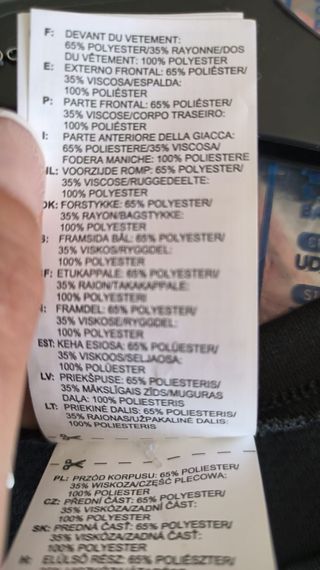 F: DEVANT DU VETEMENT:
65% POLYESTER/35% RAYONNE/DOS
DU VÊTEMENT: 100% POLYESTER
E: EXTERNO FRONTAL: 65% POLIÉSTER/
35% VISCOSA/ESPALDA:
100% POLIÉSTER
P: PARTE FRONTAL: 65% POLIÉSTER/
35% VISCOSE/CORPO TRASEIRO:
100% POLIÉSTER
I: PARTE ANTERIORE DELLA GIACCA:
65% POLIESTERE/35% VISCOSA/
FODERA MANICHE: 100% POLIESTERE
NL: VOORZIJDE ROMP: 65% POLYESTER/
35% VISCOSE/RUGGEDEELTE:
100% POLYESTER
DK: FORSTYKKE: 65% POLYESTER/
35% RAYON/BAGSTYKKE:
100% POLYESTER
S: FRAMSIDA BÅL: 65% POLYESTER/
35% VISKOS/RYGGDEL:
100% POLYESTER
F: ETUKAPPALE: 65% POLYESTERI/
35% RAION/TAKAKAPPALE:
100% POLYESTERI
N: FRAMDEL: 65% POLYESTER/
35% VISKOSE/RYGGDEL:
100% POLYESTER
EST: KEHA ESIOSA: 65% POLÜESTER/
35% VISKOOS/SELJAOSA:
100% POLÜESTER
LV: PRIEKŠPUSE: 65% POLIESTERIS/
35% MĀKSLĪGAIS ZĪDS/MUGURAS
DAĻA: 100% POLIESTERIS
LT: PRIEKINĖ DALIS: 65% POLIESTERIS/
35% RAIONAS/UŽPAKALINĖ DALIS:
100% POLIESTERIS
PL: PRZÓD KORPUSU: 65% POLIESTER/
35% WISKOZA/CZĘŚĆ PLECOWA:
100% POLIESTER
CZ: PŘEDNÍ ČÁST: 65% POLYESTER/
35% VISKÓZA/ZADNÍ ČÁST:
100% POLYESTER
SK: PREDNÁ ČASŤ: 65% POLYESTER/
35% VISKÓZA/ZADNÁ ČASŤ:
100% POLYESTER
H: ELÜLSŐ RÉSZ: 65% POLIÉSZTER/